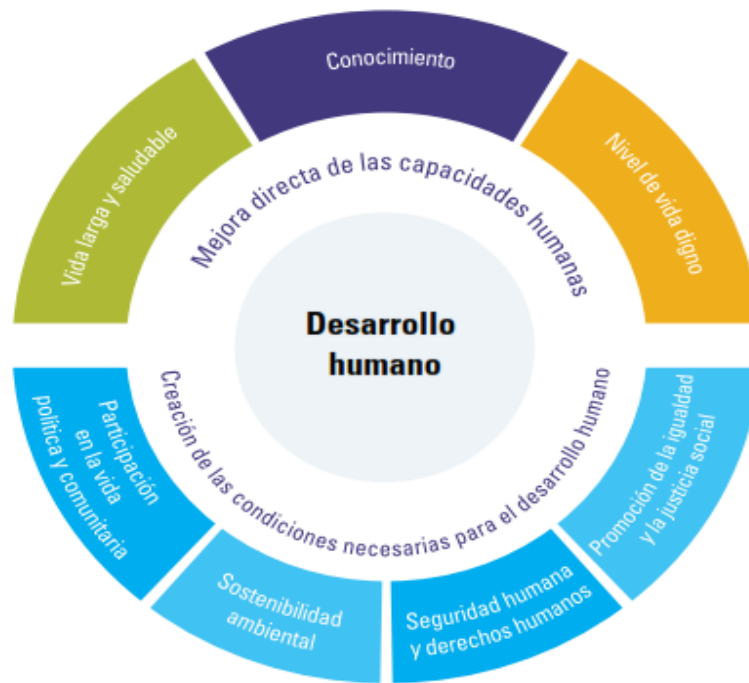 Conocimiento
Vida larga y saludable
Nivel de vida digno
Mejora directa de las capacidades humanas
Desarrollo
humano
Creación de las condiciones necesarias para el desarrollo humano
Participación
en la vida
política y comunitaria
Sostenibilidad
ambiental
Seguridad humana
y derechos humanos
Promoción de la igualdad
y la justicia social